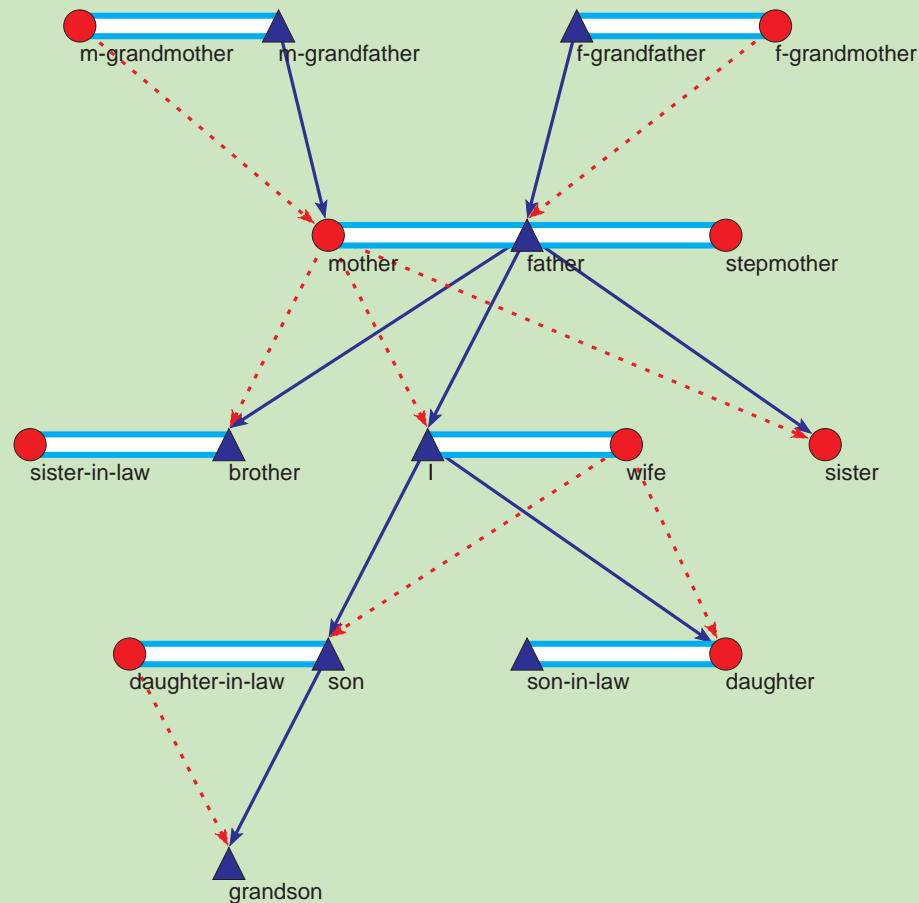 m-grandmother
m-grandfather
f-grandfather
f-grandmother
mother
father
stepmother
sister-in-law
brother
I
wife
sister
daughter-in-law
son
son-in-law
daughter
grandson